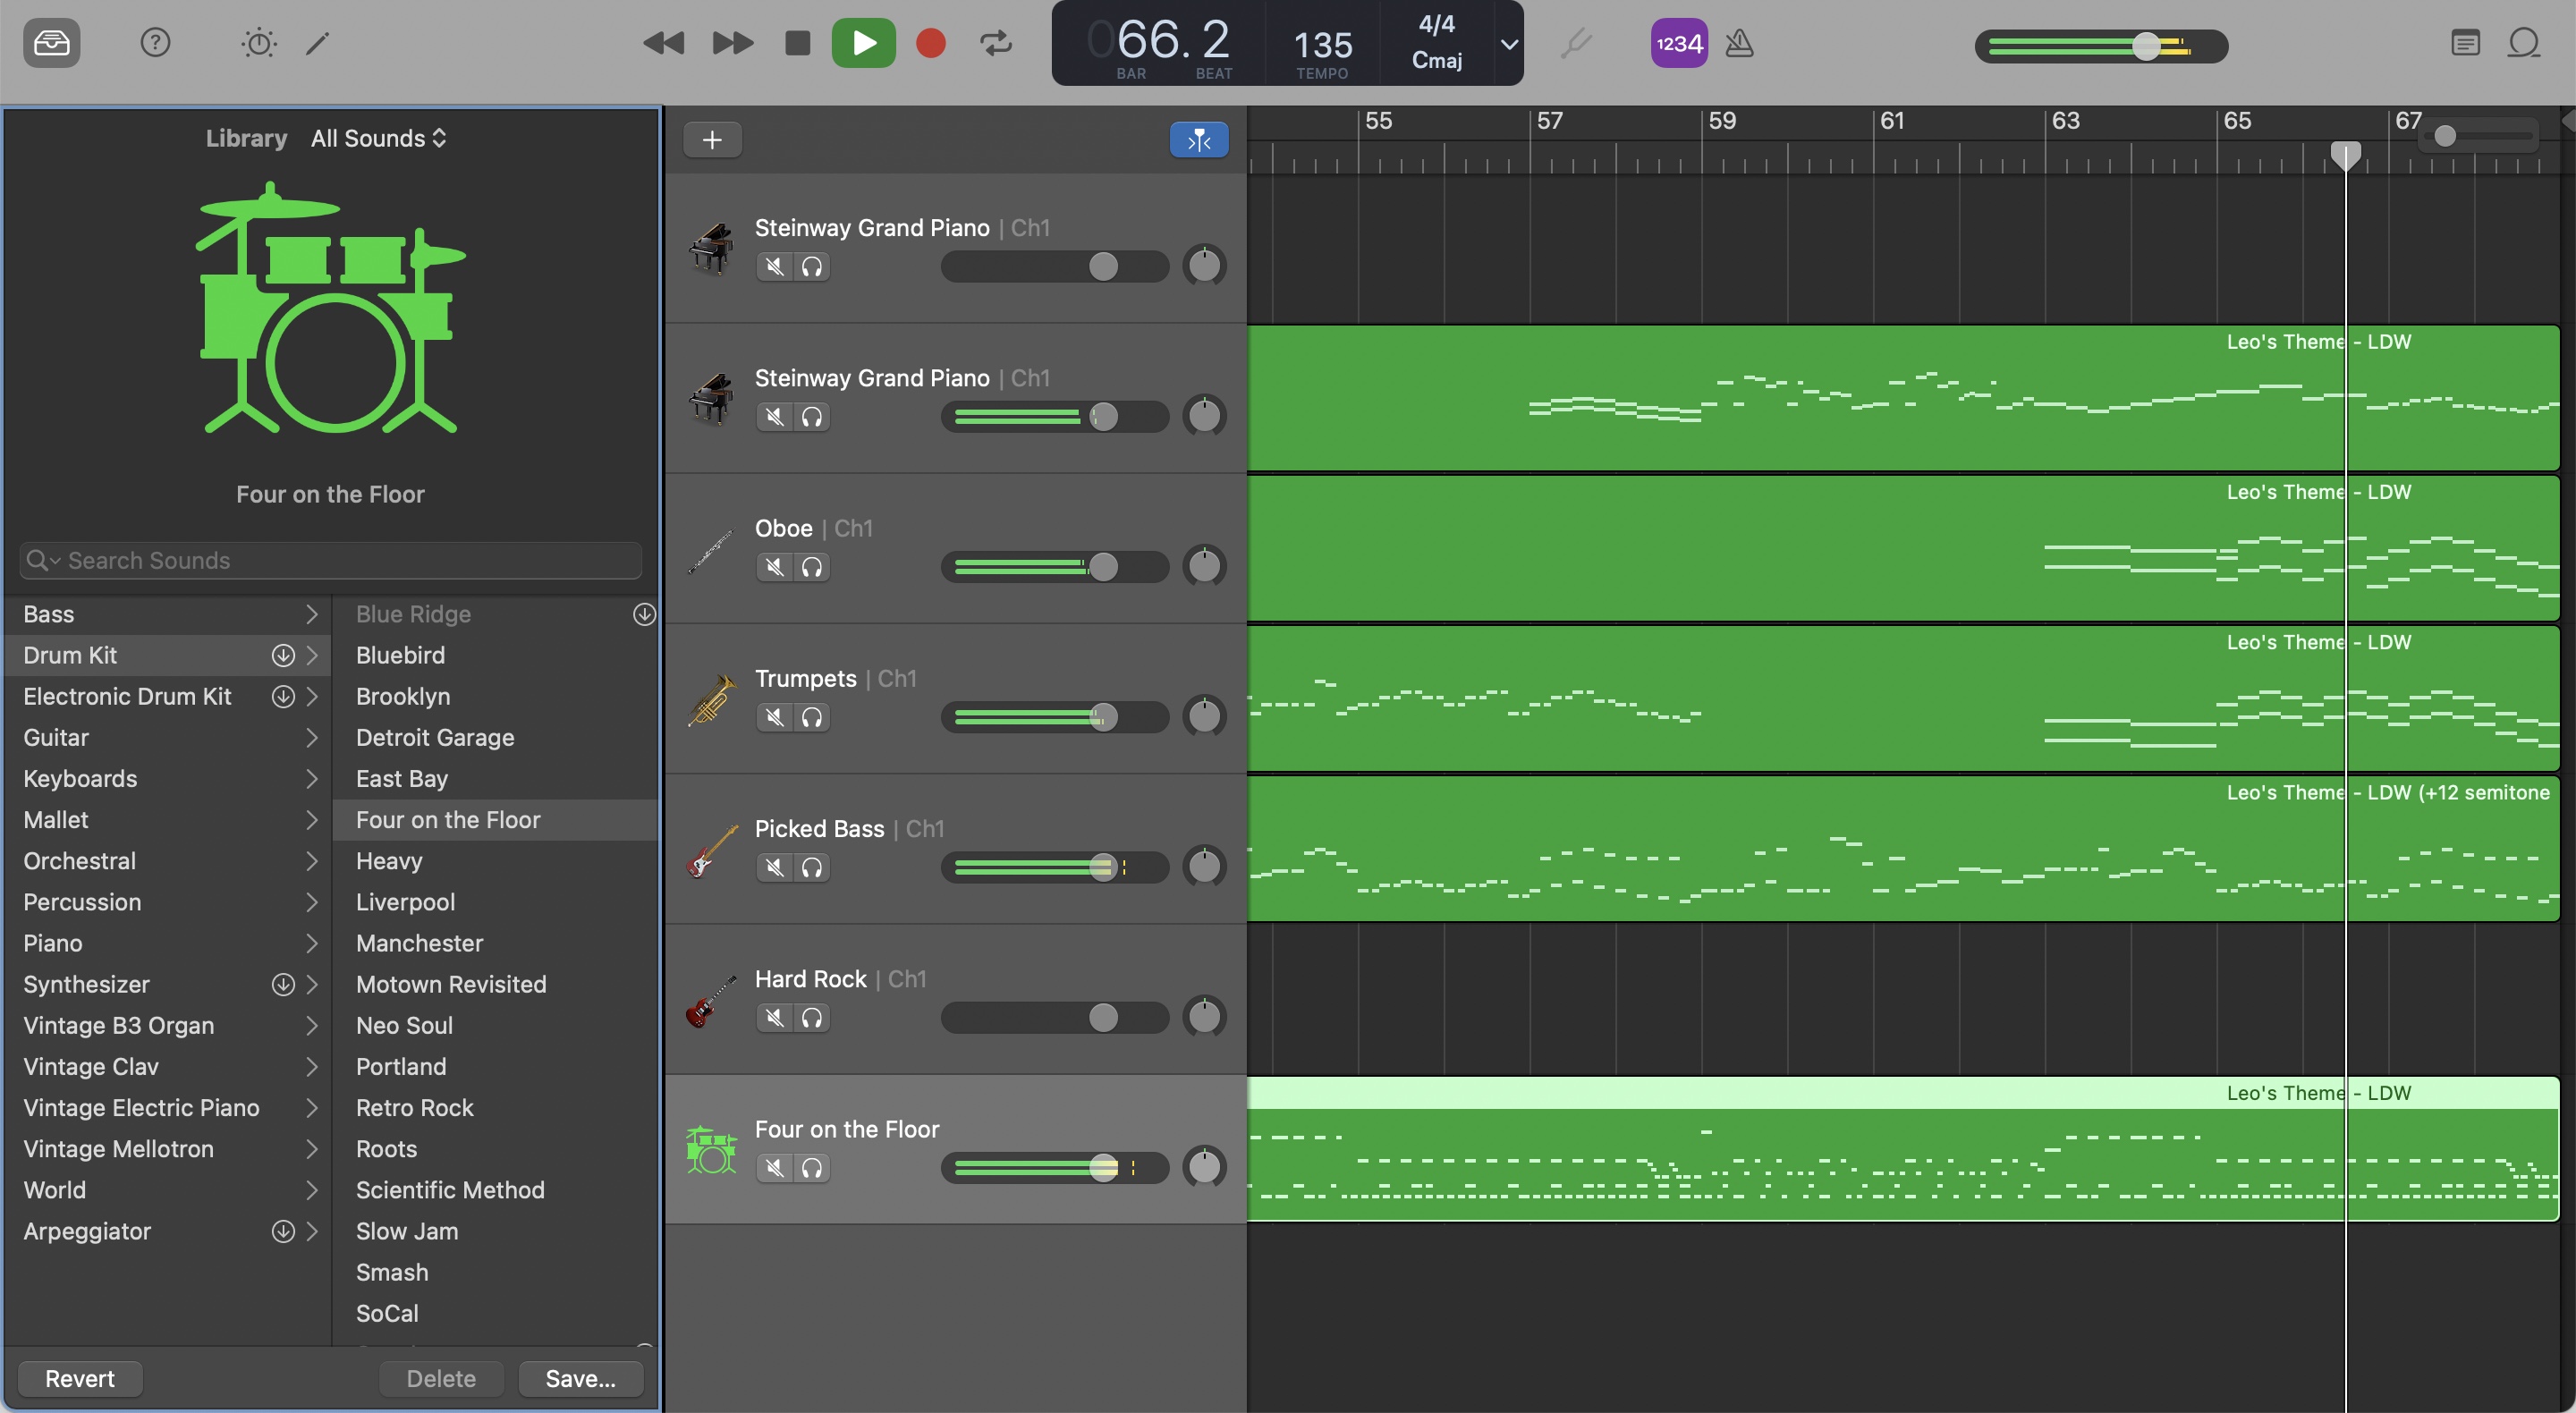 066. 2
BAR
BEAT
135
TEMPO
4/4
Cmaj
1234
Library
All Sounds
Four on the Floor
Search Sounds
Bass
Drum Kit
Electronic Drum Kit
Guitar
Keyboards
Mallet
Orchestral
Percussion
Piano
Synthesizer
Vintage B3 Organ
Vintage Clav
Vintage Electric Piano
Vintage Mellotron
World
Arpeggiator
Blue Ridge
Bluebird
Brooklyn
Detroit Garage
East Bay
Four on the Floor
Heavy
Liverpool
Manchester
Motown Revisited
Neo Soul
Portland
Retro Rock
Roots
Scientific Method
Slow Jam
Smash
SoCal
Revert
Delete
Save...
55
57
59
61
63
65
67
Steinway Grand Piano | Ch1
Steinway Grand Piano | Ch1
Leo's Theme - LDW
Oboe | Ch1
Leo's Theme - LDW
Trumpets | Ch1
Leo's Theme - LDW
Picked Bass | Ch1
Leo's Theme - LDW (+12 semitone
Hard Rock | Ch1
Four on the Floor
Leo's Theme - LDW